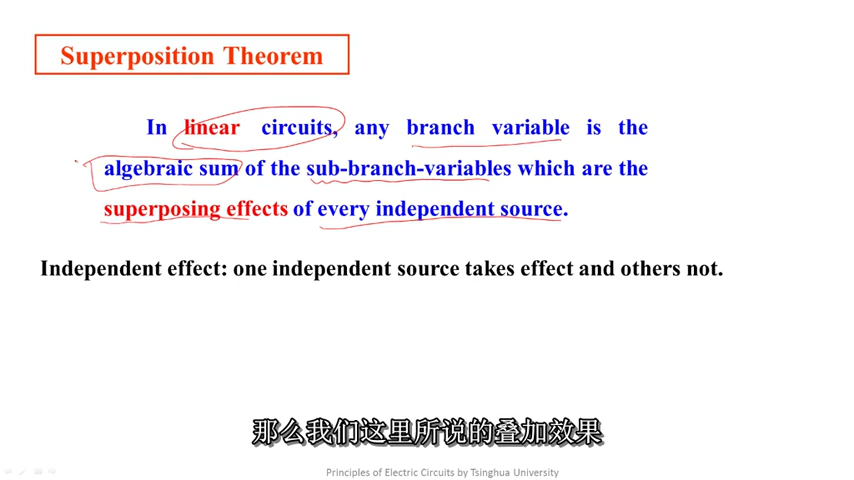 Superposition Theorem
In linear circuits, any branch variable is the
algebraic sum of the sub-branch-variables which are the
superposing effects of every independent source.
Independent effect: one independent source takes effect and others not.
那么我们这里所说的叠加效果
Principles of Electric Circuits by Tsinghua University